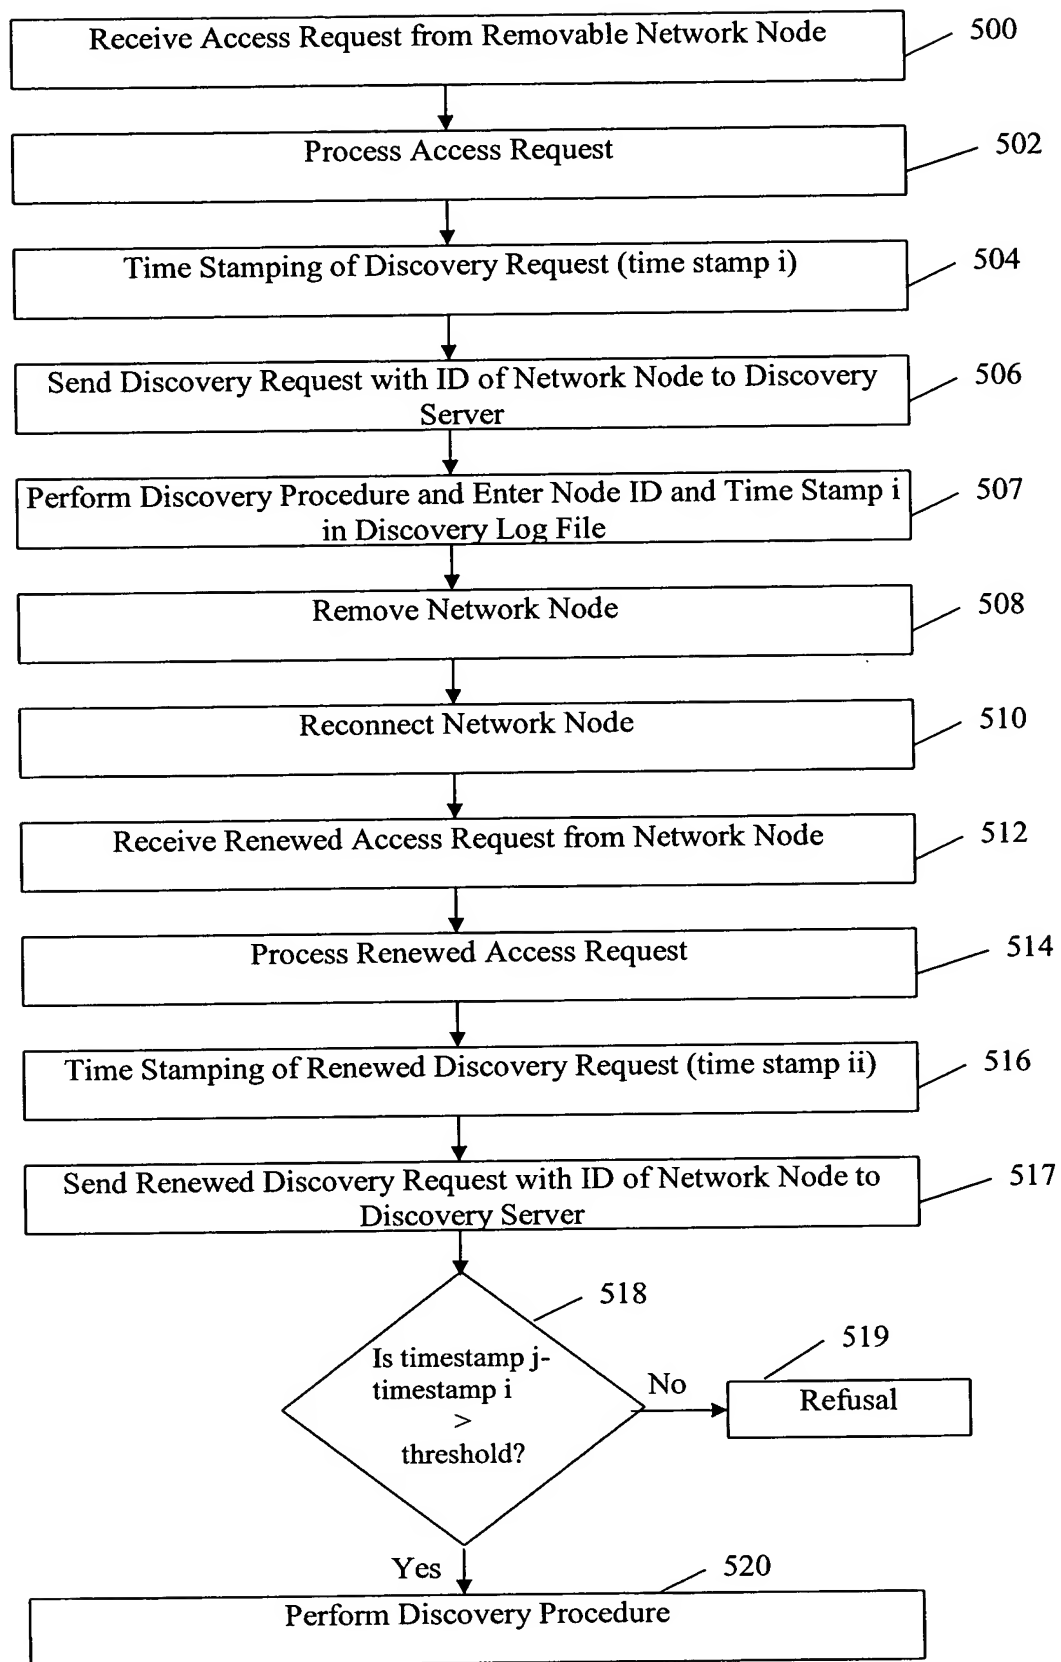 Receive Access Request from Removable Network Node
500
Process Access Request
502
Time Stamping of Discovery Request (time stamp i)
504
Send Discovery Request with ID of Network Node to Discovery
Server
506
Perform Discovery Procedure and Enter Node ID and Time Stamp i
in Discovery Log File
507
Remove Network Node
508
Reconnect Network Node
510
Receive Renewed Access Request from Network Node
512
Process Renewed Access Request
514
Time Stamping of Renewed Discovery Request (time stamp ii)
516
Send Renewed Discovery Request with ID of Network Node to
Discovery Server
517
518
Is timestamp j-
timestamp i
>
threshold?
No
519
Refusal
Yes
520
Perform Discovery Procedure